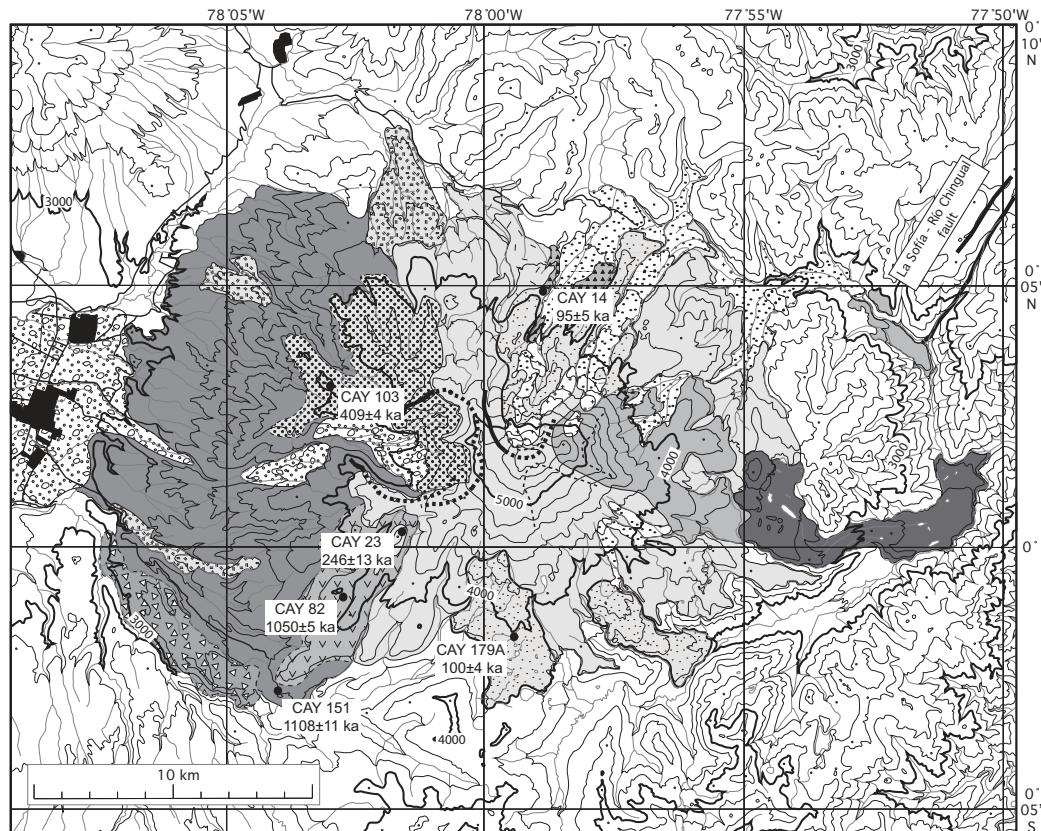 78°05'W
78°00'W
77°55'W
77°50'W
0°
10'
N
3000
3000
La Sofía - Río Chingual
fault
0°
05'
N
CAY 14
95±5 ka
CAY 103
409±4 ka
4000
3000
5000
CAY 23
246±13 ka
0°
4000
CAY 82
1050±5 ka
3000
CAY 179A
100±4 ka
CAY 151
1108±11 ka
4000
3000
10 km
0°
05'
S